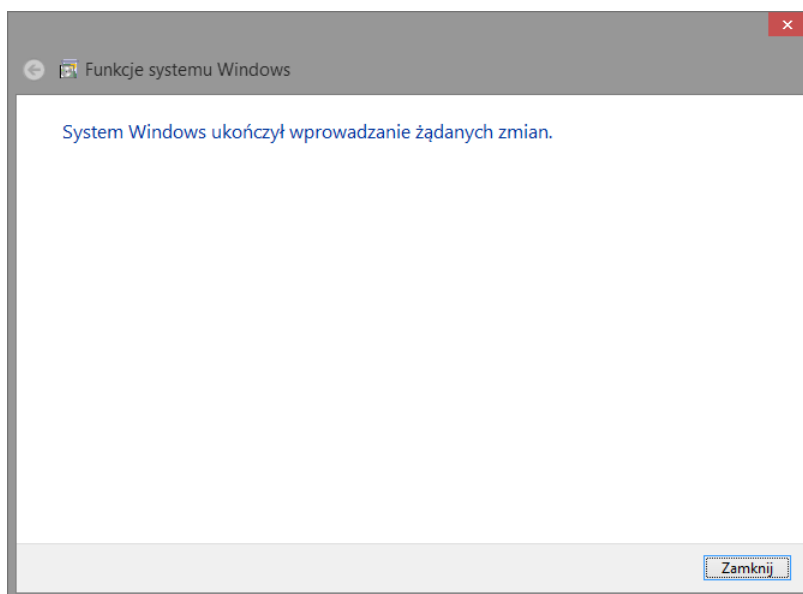 Funkcje systemu Windows
System Windows ukończył wprowadzanie żądanych zmian.
Zamknij